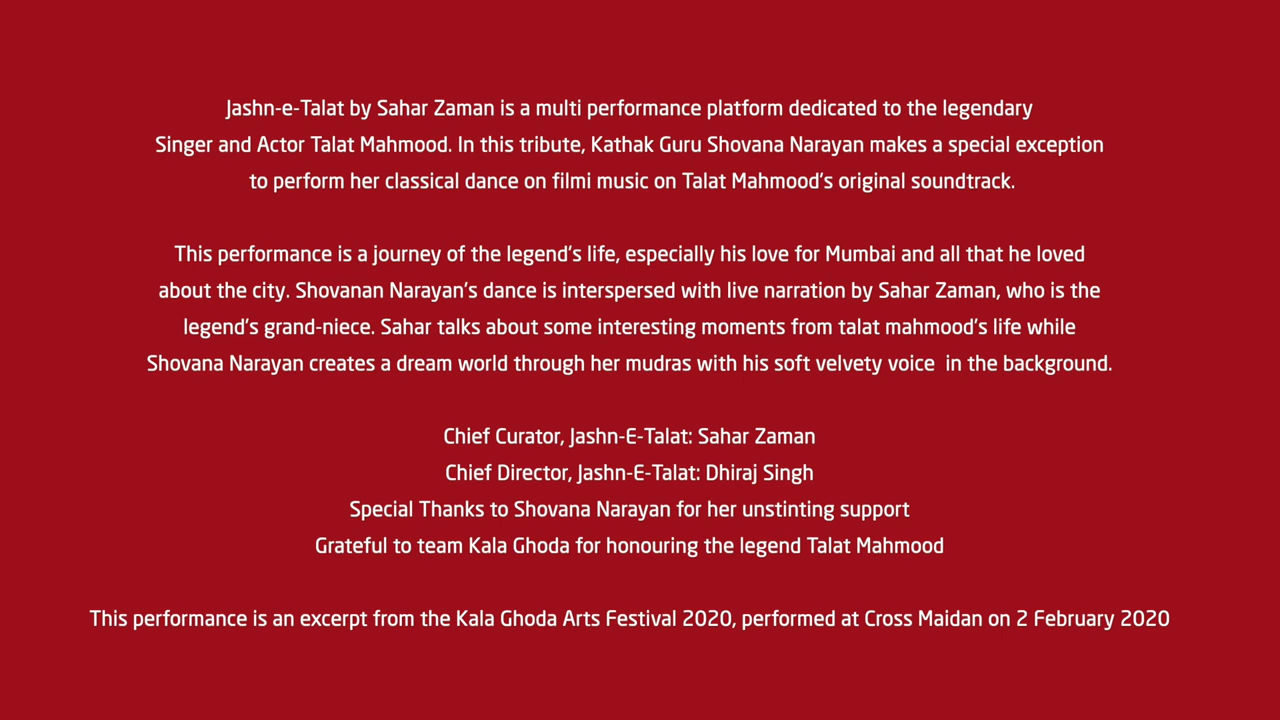 Jashn-e-Talat by Sahar Zaman is a multi performance platform dedicated to the legendary
Singer and Actor Talat Mahmood. In this tribute, Kathak Guru Shovana Narayan makes a special exception
to perform her classical dance on filmi music on Talat Mahmood's original soundtrack.
This performance is a journey of the legend's life, especially his love for Mumbai and all that he loved
about the city. Shovanan Narayan's dance is interspersed with live narration by Sahar Zaman, who is the
legend's grand-niece. Sahar talks about some interesting moments from talat mahmood's life while
Shovana Narayan creates a dream world through her mudras with his soft velvety voice  in the background.
Chief Curator, Jashn-E-Talat: Sahar Zaman
Chief Director, Jashn-E-Talat: Dhiraj Singh
Special Thanks to Shovana Narayan for her unstinting support
Grateful to team Kala Ghoda for honouring the legend Talat Mahmood
This performance is an excerpt from the Kala Ghoda Arts Festival 2020, performed at Cross Maidan on 2 February 2020